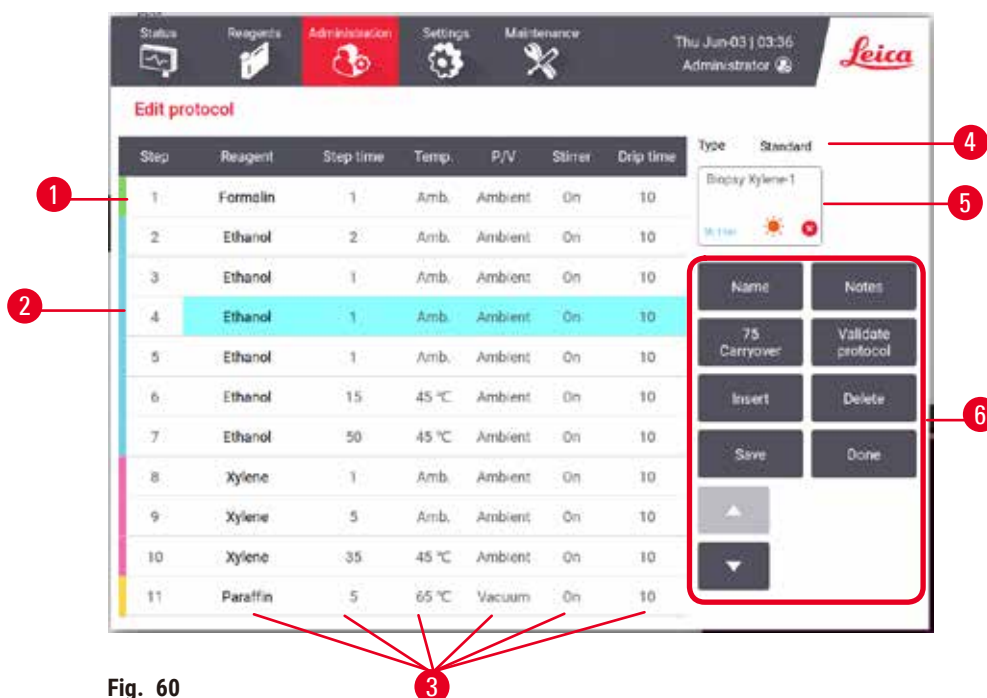 Status Reagents Administration Settings Maintenance
Thu Jun-03 | 03:36
Administrator
Leica
Edit protocol
Step Reagent Step time Temp. P/V Stirrer Drip time
1 Formalin 1 Amb. Ambient On 10
2 Ethanol 2 Amb. Ambient On 10
3 Ethanol 1 Amb. Ambient On 10
4 Ethanol 1 Amb. Ambient On 10
5 Ethanol 1 Amb. Ambient On 10
6 Ethanol 15 45 °C Ambient On 10
7 Ethanol 50 45 °C Ambient On 10
8 Xylene 1 Amb. Ambient On 10
9 Xylene 5 Amb. Ambient On 10
10 Xylene 35 45 °C Ambient On 10
11 Paraffin 5 65 °C Vacuum On 10
Type Standard
Biopsy Xylene-1
Name Notes
75
Carryover
Validate
protocol
Insert Delete
Save Done
1
2
3
4
5
6
Fig. 60